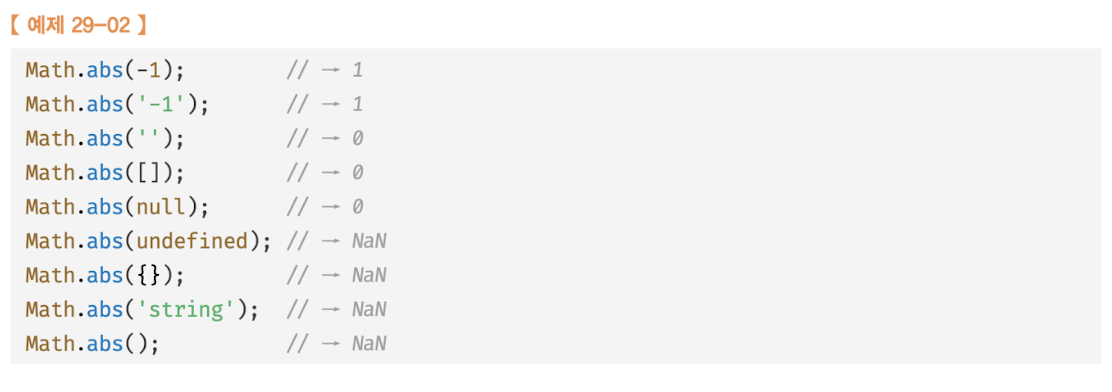 【 예제 29-02 】
Math.abs(-1);        // → 1
Math.abs('-1');      // → 1
Math.abs('');        // → 0
Math.abs([]);        // → 0
Math.abs(null);      // → 0
Math.abs(undefined); // → NaN
Math.abs({});        // → NaN
Math.abs('string');  // → NaN
Math.abs();          // → NaN